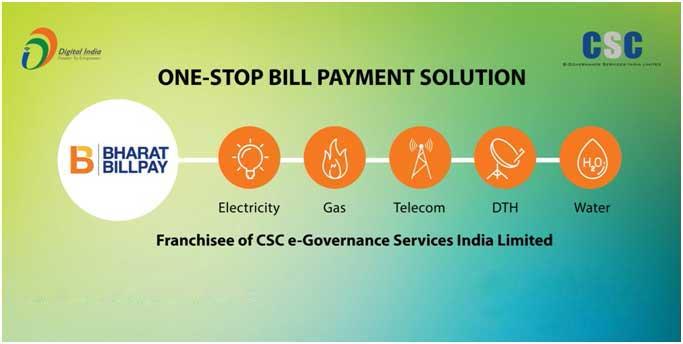 Digital India
Power To Empower
CSC
E-GOVERNANCE SERVICES INDIA LIMITED
ONE-STOP BILL PAYMENT SOLUTION
B BHARAT
BILLPAY
H₂O
Electricity
Gas
Telecom
DTH
Water
Franchisee of CSC e-Governance Services India Limited